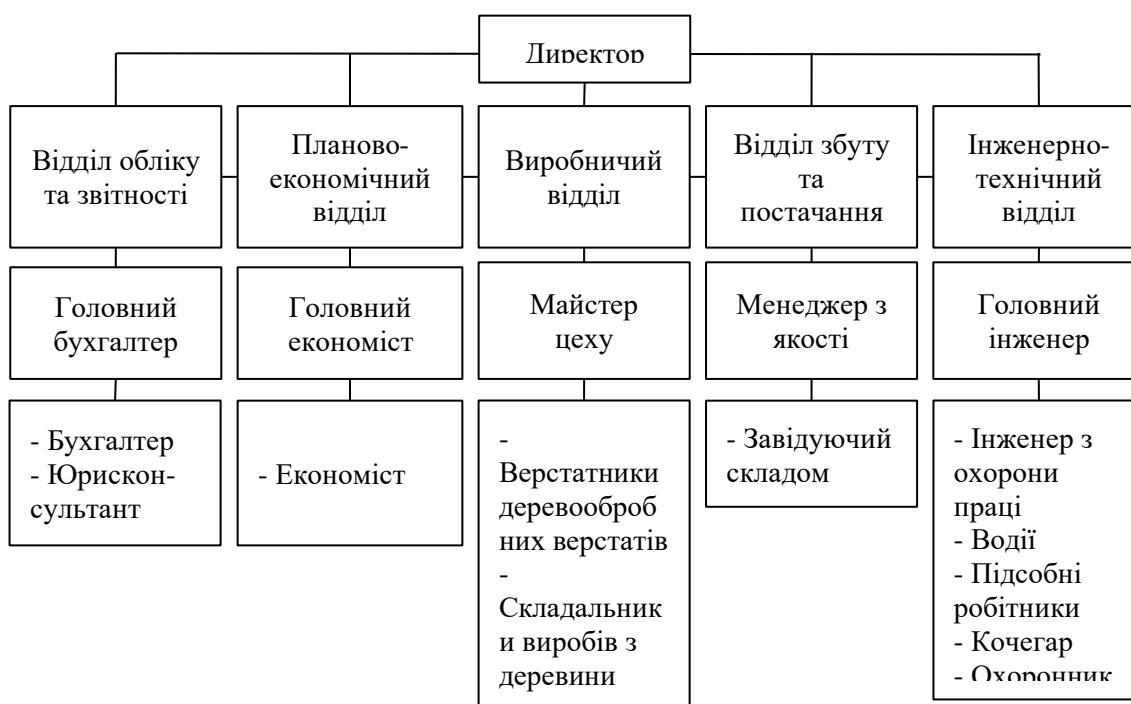 Директор
Відділ обліку
та звітності
Планово-
економічний
відділ
Виробничий
відділ
Відділ збуту
та
постачання
Інженерно-
технічний
відділ
Головний
бухгалтер
Головний
економіст
Майстер
цеху
Менеджер з
якості
Головний
інженер
- Бухгалтер
- Юрискон-
сультант
- Економіст
-
Верстатники
деревооброб
них верстатів
-
Складальник
и виробів з
деревини
- Завідуючий
складом
- Інженер з
охорони
праці
- Водії
- Підсобні
робітники
- Кочегар
- Охоронник